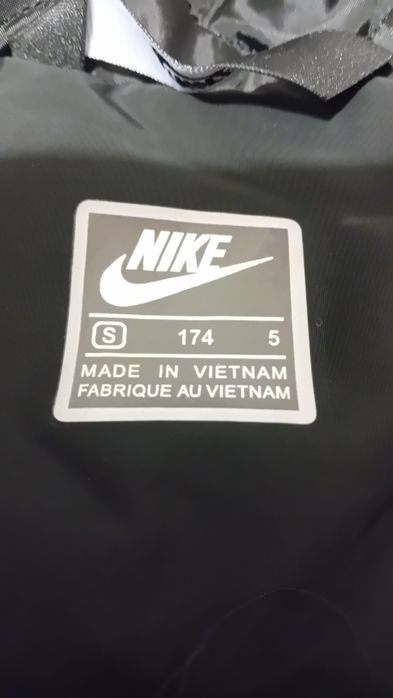 NIKE
S 174 5
MADE IN VIETNAM
FABRIQUE AU VIETNAM